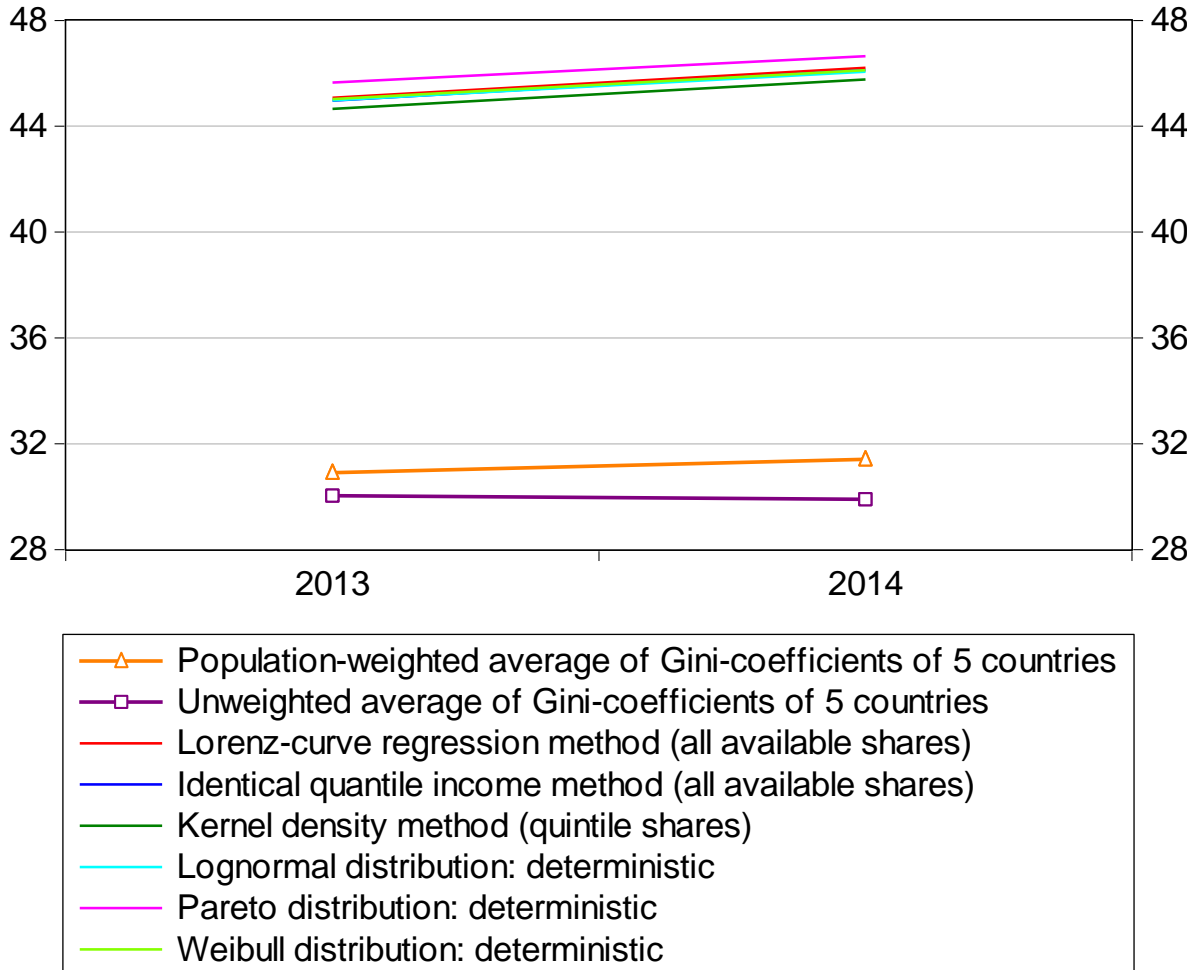 48 48
44 44
40 40
36 36
32 32
28 28
2013 2014
Population-weighted average of Gini-coefficients of 5 countries
Unweighted average of Gini-coefficients of 5 countries
Lorenz-curve regression method (all available shares)
Identical quantile income method (all available shares)
Kernel density method (quintile shares)
Lognormal distribution: deterministic
Pareto distribution: deterministic
Weibull distribution: deterministic